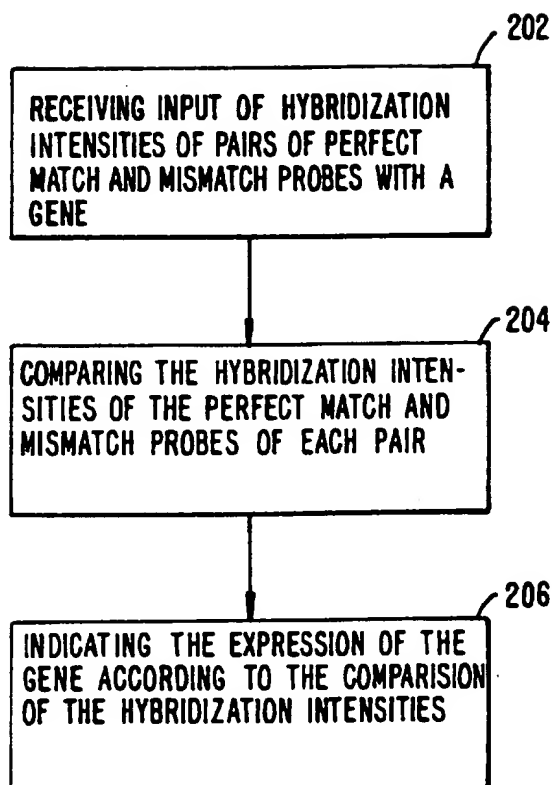 202
RECEIVING INPUT OF HYBRIDIZATION
INTENSITIES OF PAIRS OF PERFECT
MATCH AND MISMATCH PROBES WITH A
GENE
204
COMPARING THE HYBRIDIZATION INTEN-
SITIES OF THE PERFECT MATCH AND
MISMATCH PROBES OF EACH PAIR
206
INDICATING THE EXPRESSION OF THE
GENE ACCORDING TO THE COMPARISION
OF THE HYBRIDIZATION INTENSITIES